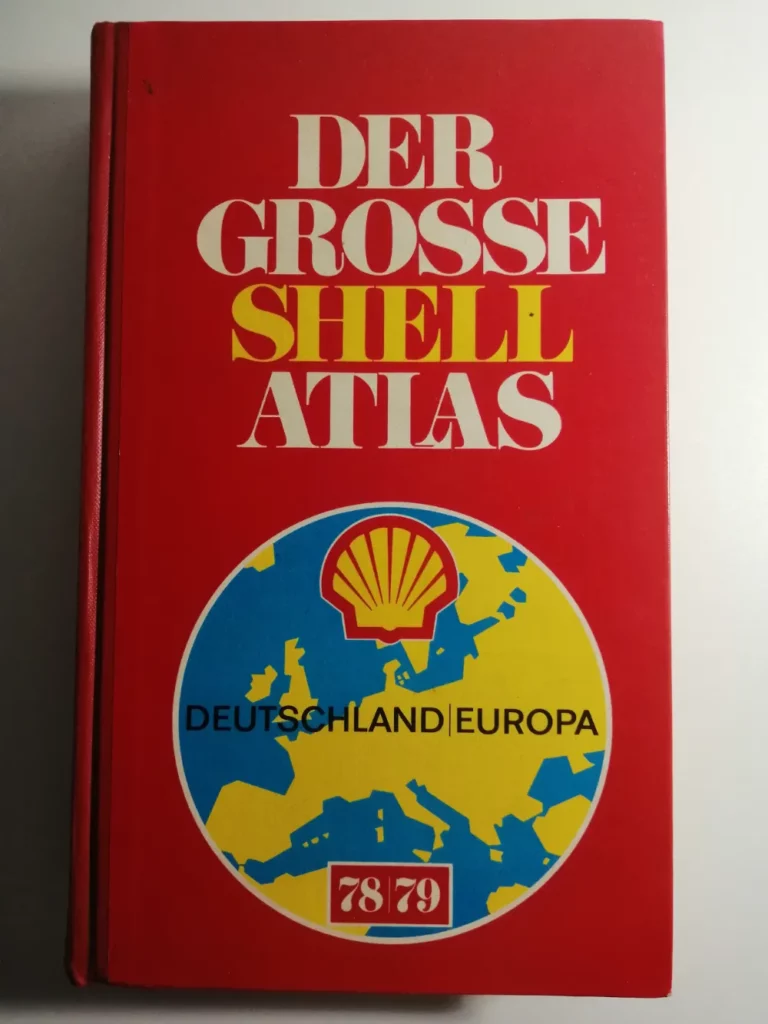 DER
GROSSE
SHELL
ATLAS
DEUTSCHLAND|EUROPA
78|79